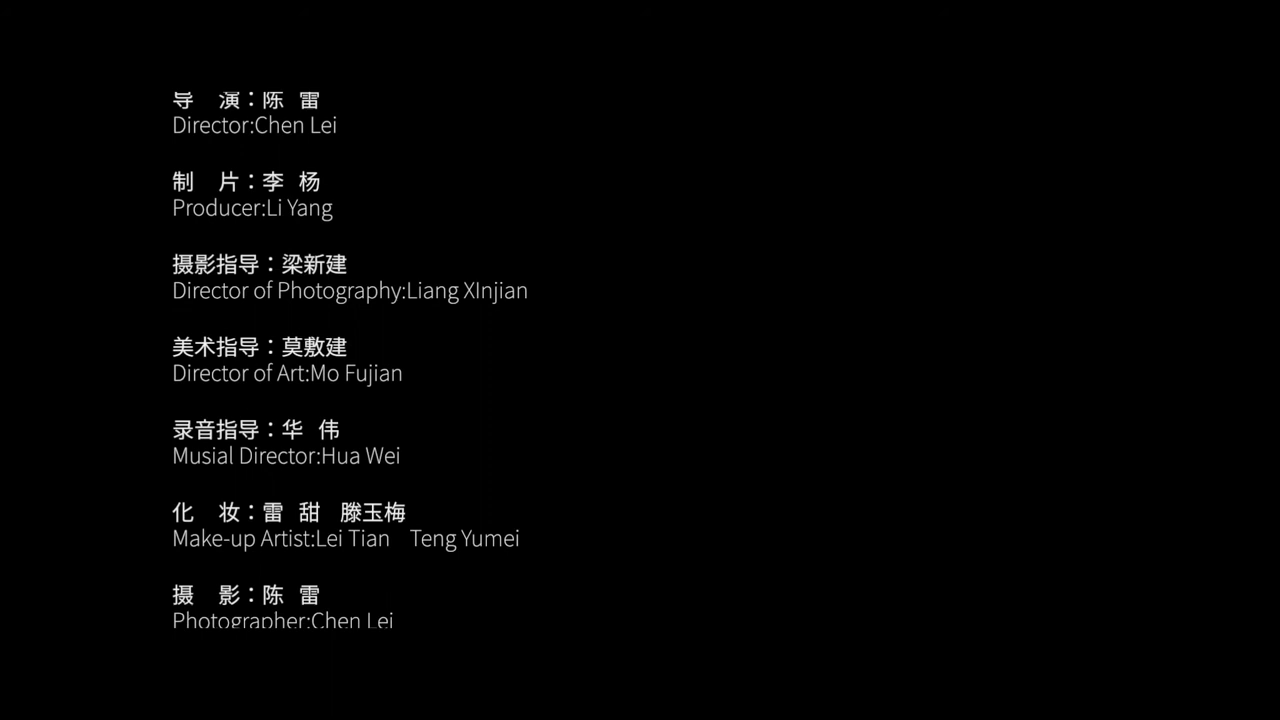 导 演：陈 雷
Director:Chen Lei
制 片：李 杨
Producer:Li Yang
摄影指导：梁新建
Director of Photography:Liang XInjian
美术指导：莫敷建
Director of Art:Mo Fujian
录音指导：华 伟
Musial Director:Hua Wei
化 妆：雷 甜 滕玉梅
Make-up Artist:Lei Tian Teng Yumei
摄 影：陈 雷
Photographer:Chen Lei